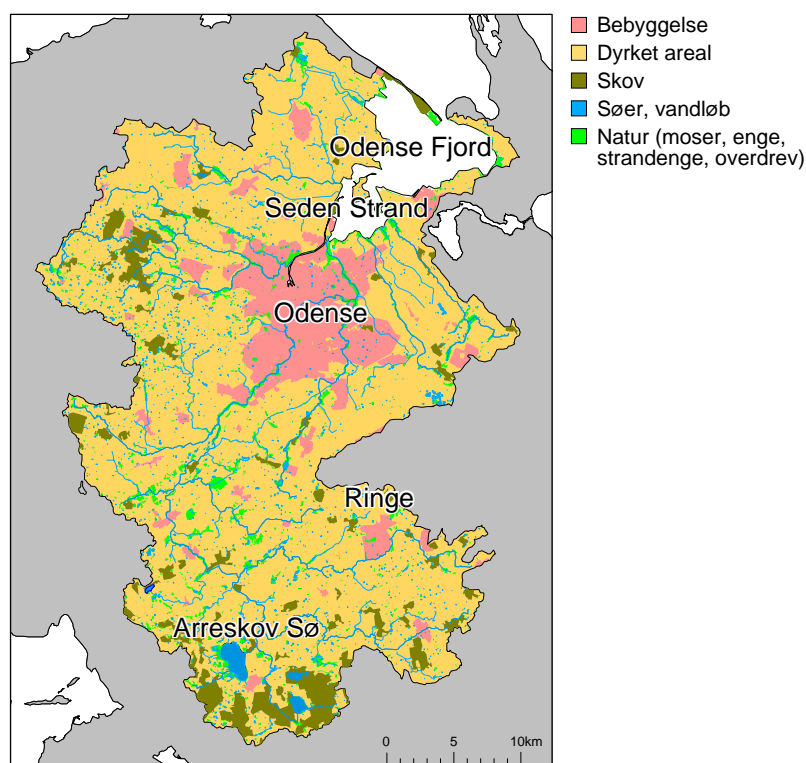 Bebyggelse
Dyrket areal
Skov
Søer, vandløb
Natur (moser, enge,
strandenge, overdrev)
Odense Fjord
Seden Strand
Odense
Ringe
Arreskov Sø
0 5 10km